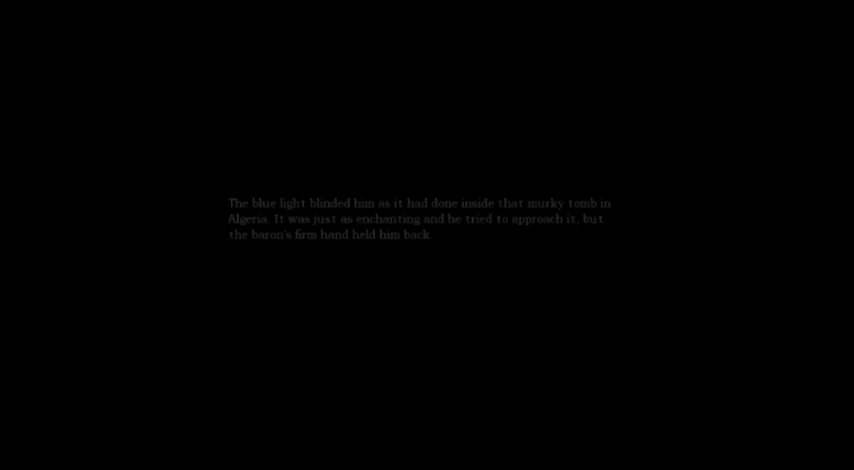 The blue light blinded him as it had done inside that murky tomb in
Algeria. It was just as enchanting and he tried to approach it, but
the baron's firm hand held him back.